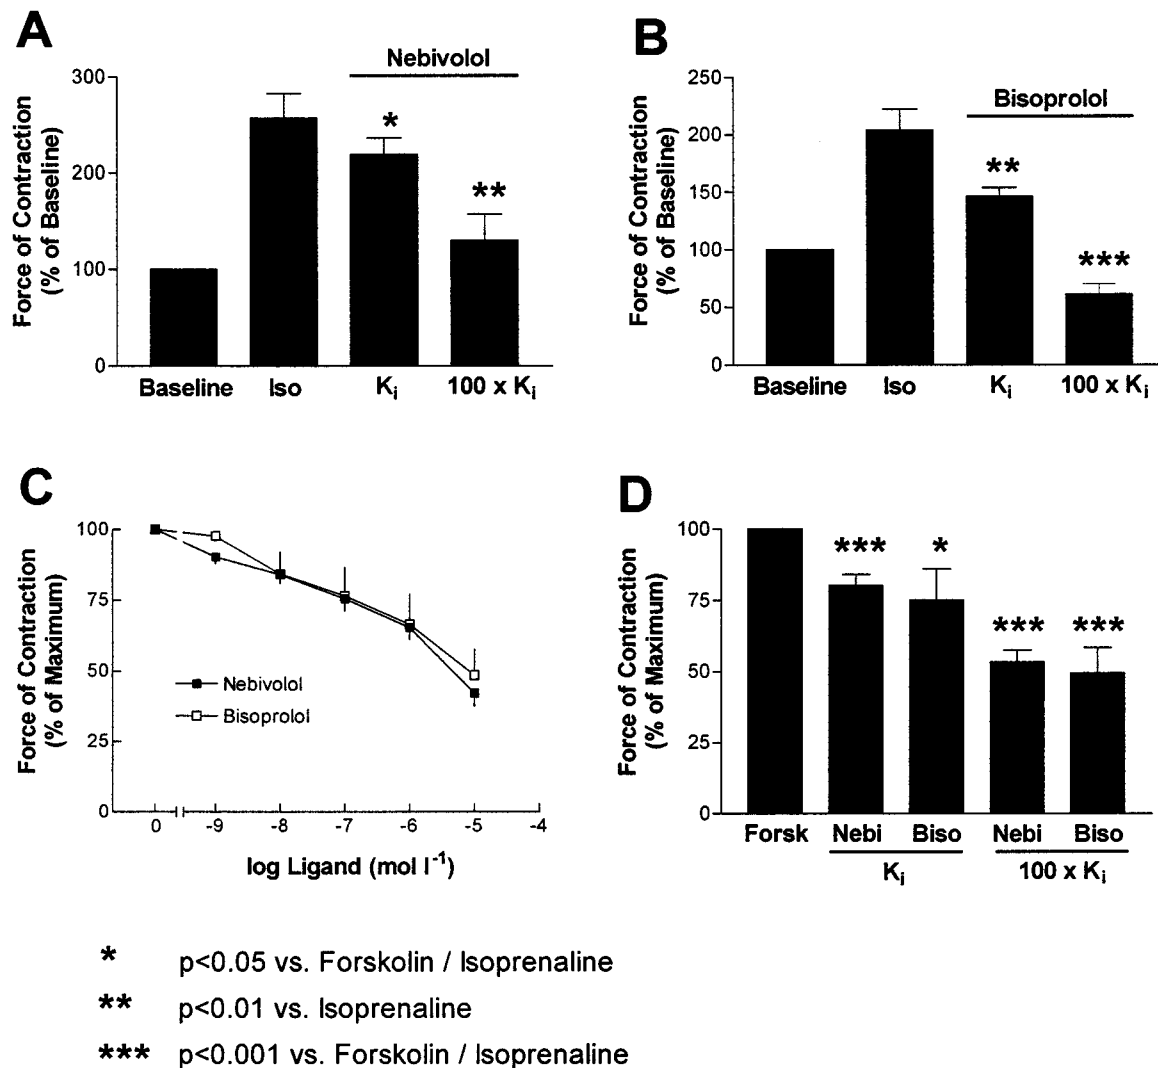 A
Nebivolol
Force of Contraction
(% of Baseline)
300
200
100
0
*
**
Baseline Iso Ki 100 x Ki
B
Bisoprolol
Force of Contraction
(% of Baseline)
250
200
150
100
50
0
**
***
Baseline Iso Ki 100 x Ki
C
Force of Contraction
(% of Maximum)
100
75
50
25
0
Nebivolol
Bisoprolol
0 -9 -8 -7 -6 -5 -4
log Ligand (mol l⁻¹)
D
Force of Contraction
(% of Maximum)
100
75
50
25
0
*** * *** ***
Forsk Nebi Biso Nebi Biso
Ki 100 x Ki
* p<0.05 vs. Forskolin / Isoprenaline
** p<0.01 vs. Isoprenaline
*** p<0.001 vs. Forskolin / Isoprenaline